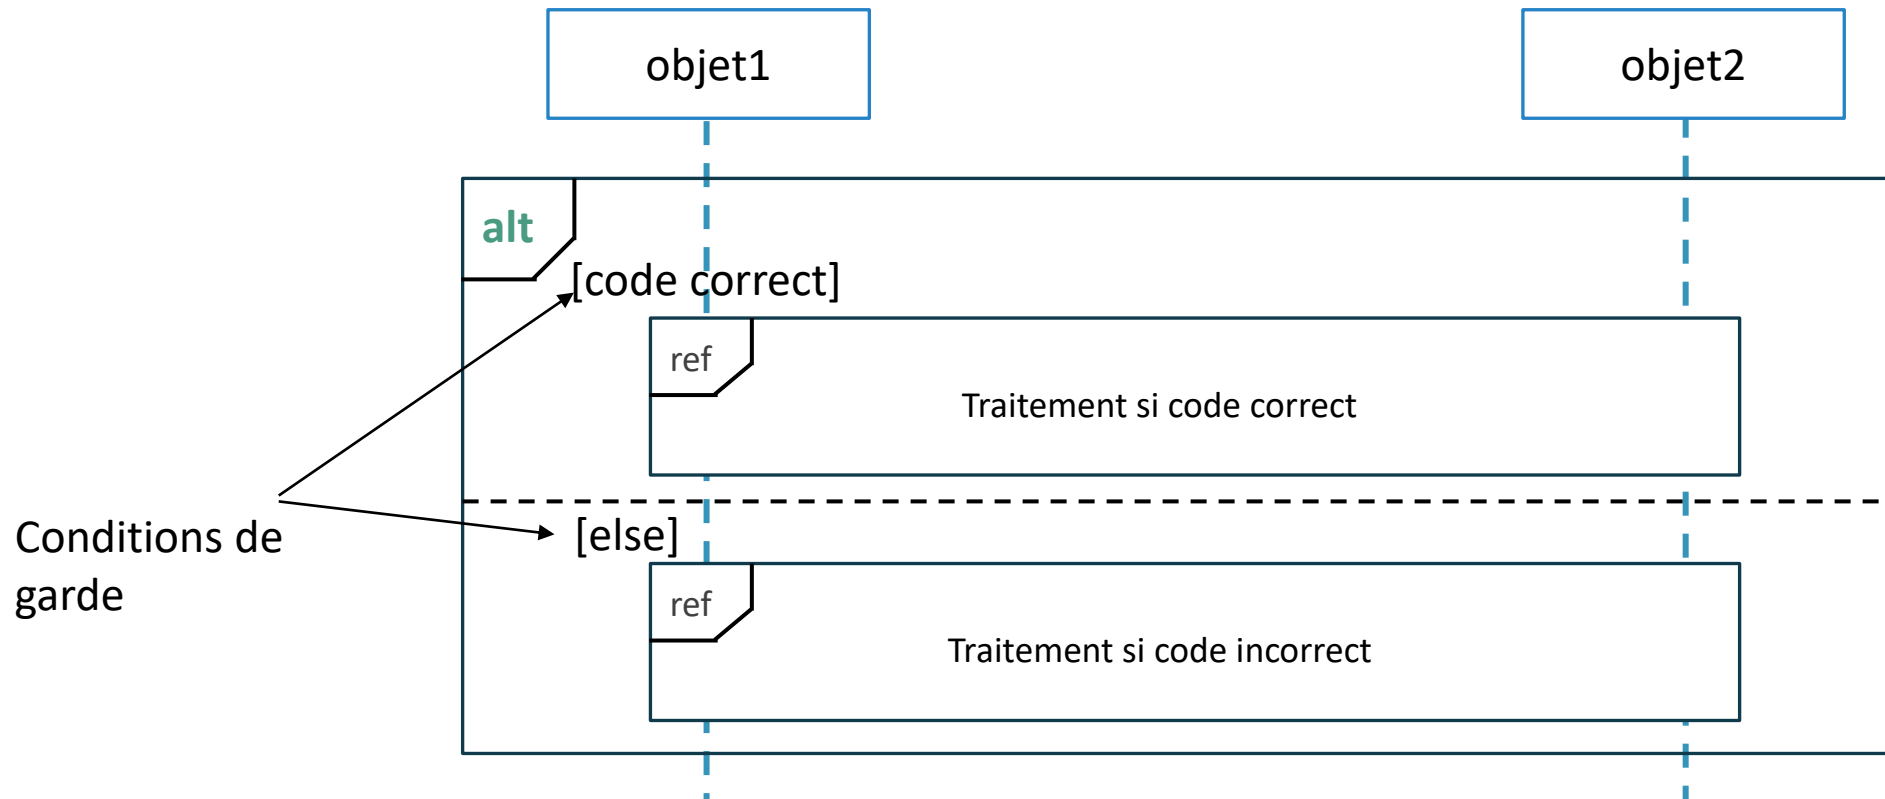 objet1
objet2
alt
[code correct]
ref
Traitement si code correct
Conditions de
garde
[else]
ref
Traitement si code incorrect